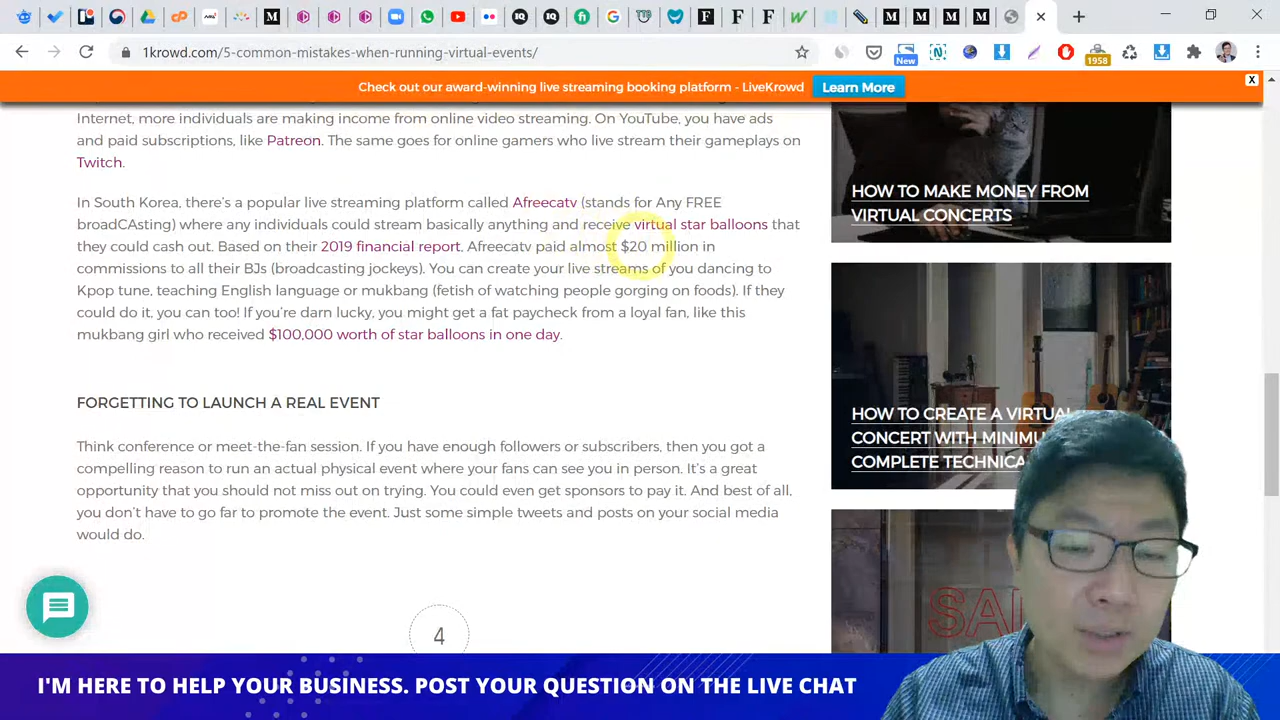 1krowd.com/5-common-mistakes-when-running-virtual-events/
New
1958
Check out our award-winning live streaming booking platform - LiveKrowd
Learn More
X
Internet, more individuals are making income from online video streaming. On YouTube, you have ads
and paid subscriptions, like Patreon. The same goes for online gamers who live stream their gameplays on
Twitch.
In South Korea, there's a popular live streaming platform called Afreecatv (stands for Any FREE
broadCAsting) where any individuals could stream basically anything and receive virtual star balloons that
they could cash out. Based on their 2019 financial report. Afreecatv paid almost $20 million in
commissions to all their BJs (broadcasting jockeys). You can create your live streams of you dancing to
Kpop tune, teaching English language or mukbang (fetish of watching people gorging on foods). If they
could do it, you can too! If you're darn lucky, you might get a fat paycheck from a loyal fan, like this
mukbang girl who received $100,000 worth of star balloons in one day.
FORGETTING TO LAUNCH A REAL EVENT
Think conference or meet-the-fan session. If you have enough followers or subscribers, then you got a
compelling reason to run an actual physical event where your fans can see you in person. It's a great
opportunity that you should not miss out on trying. You could even get sponsors to pay it. And best of all,
you don't have to go far to promote the event. Just some simple tweets and posts on your social media
would do.
4
HOW TO MAKE MONEY FROM
VIRTUAL CONCERTS
HOW TO CREATE A VIRTUAL
CONCERT WITH
COMPLETE
I'M HERE TO HELP YOUR BUSINESS. POST YOUR QUESTION ON THE LIVE CHAT